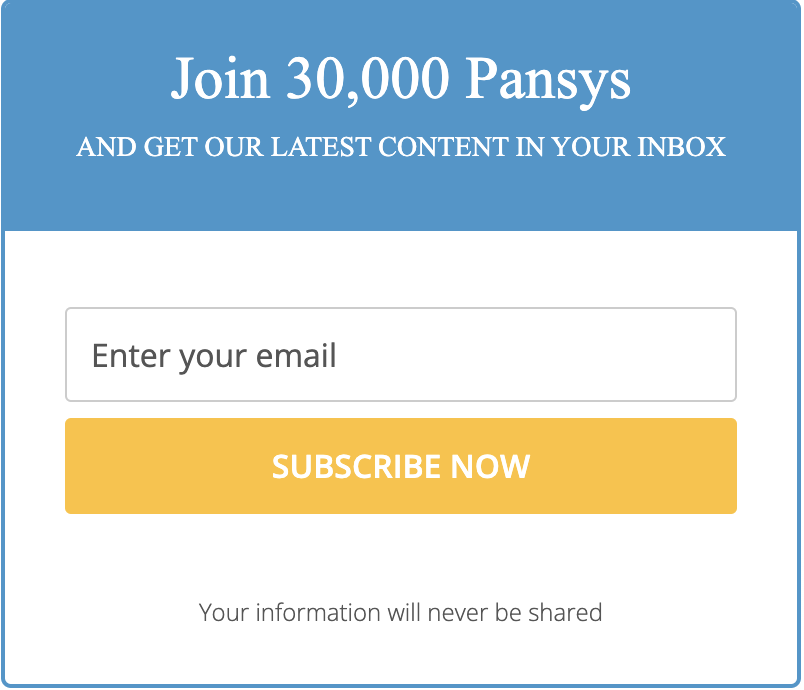 Join 30,000 Pansys
AND GET OUR LATEST CONTENT IN YOUR INBOX
Enter your email
SUBSCRIBE NOW
Your information will never be shared